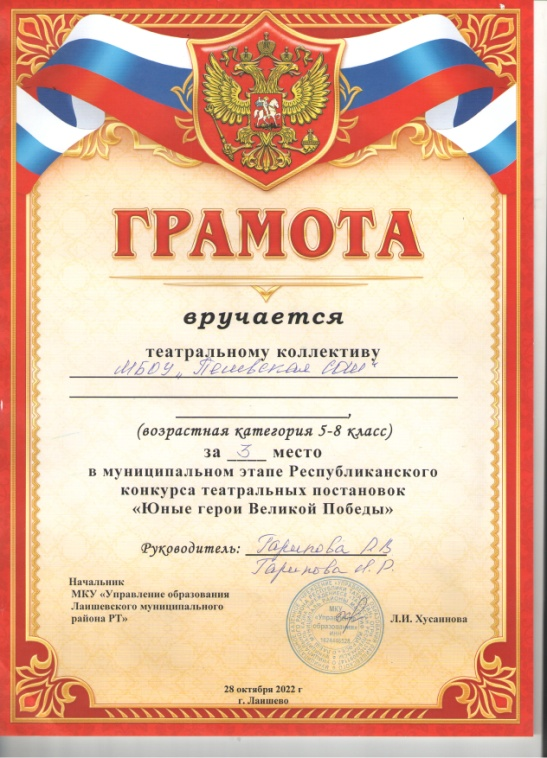 ГРАМОТА
вручается
театральному коллективу
МБОУ „Пелевская СОШ"
(возрастная категория 5-8 класс)
за 3 место
в муниципальном этапе Республиканского
конкурса театральных постановок
«Юные герои Великой Победы»
Руководитель: Гарипова Р.В
Гарипова Л.Р.
Начальник
МКУ «Управление образования
Лаишевского муниципального
района РТ»
МКУ
«Управление
образования»
Л.И. Хусаинова
28 октября 2022 г
г. Лаишево